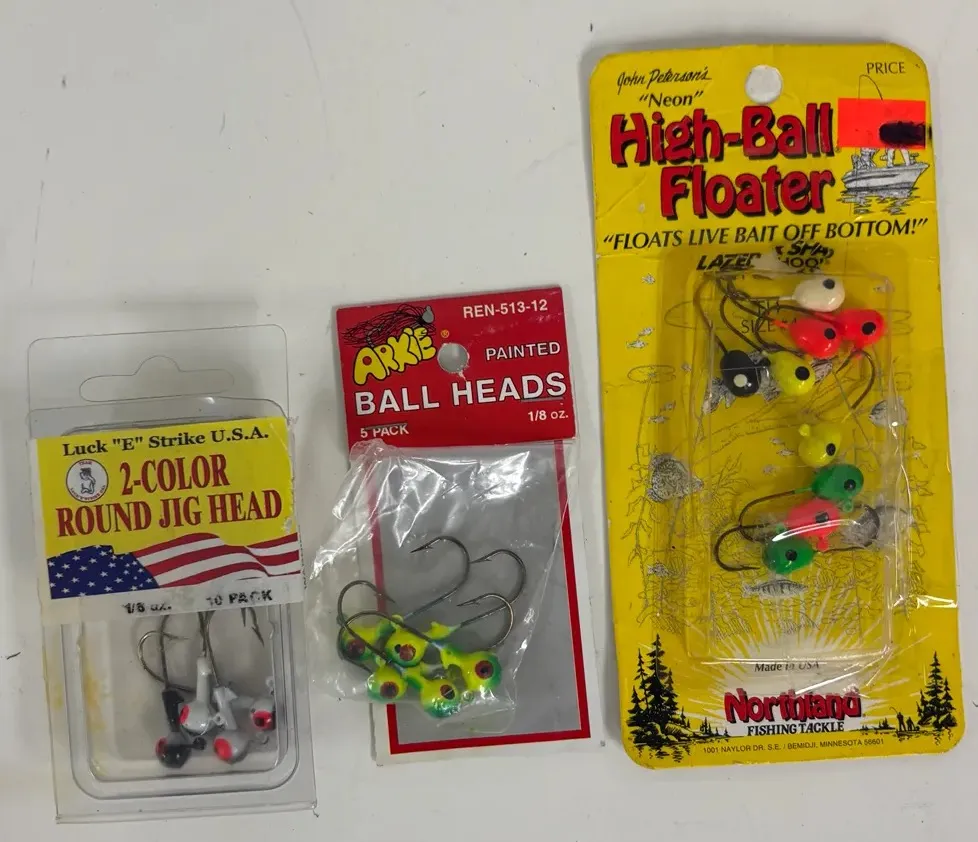 Luck "E" Strike U.S.A.
2-COLOR
ROUND JIG HEAD
1/8 oz. 10 PACK
REN-513-12
ARKIE ®
PAINTED
BALL HEADS
1/8 oz.
5 PACK
John Peterson's
"Neon"
PRICE
High-Ball
Floater
"FLOATS LIVE BAIT OFF BOTTOM!"
LAZER
SIZE
Made in USA
Northland
FISHING TACKLE
1001 NAYLOR DR. S.E. / BEMIDJI, MINNESOTA 56601